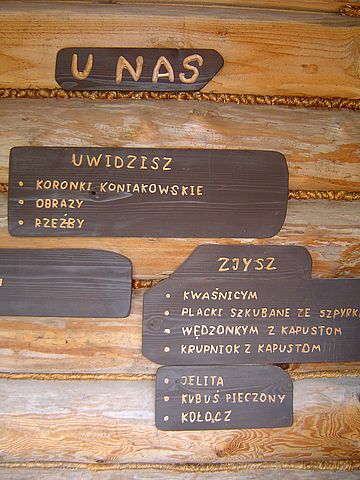 U NAS
UWIDZISZ
• KORONKI KONIAKOWSKIE
• OBRAZY
• RZEŹBY
ZJYSZ
• KWAŚNICYM
• PLACKI SZKUBANE ZE SZPYRK
• WĘDZONKYM Z KAPUSTOM
• KRUPNIOK Z KAPUSTOM
• JELITA
• KUBUŚ PIECZONY
• KOŁOCZ